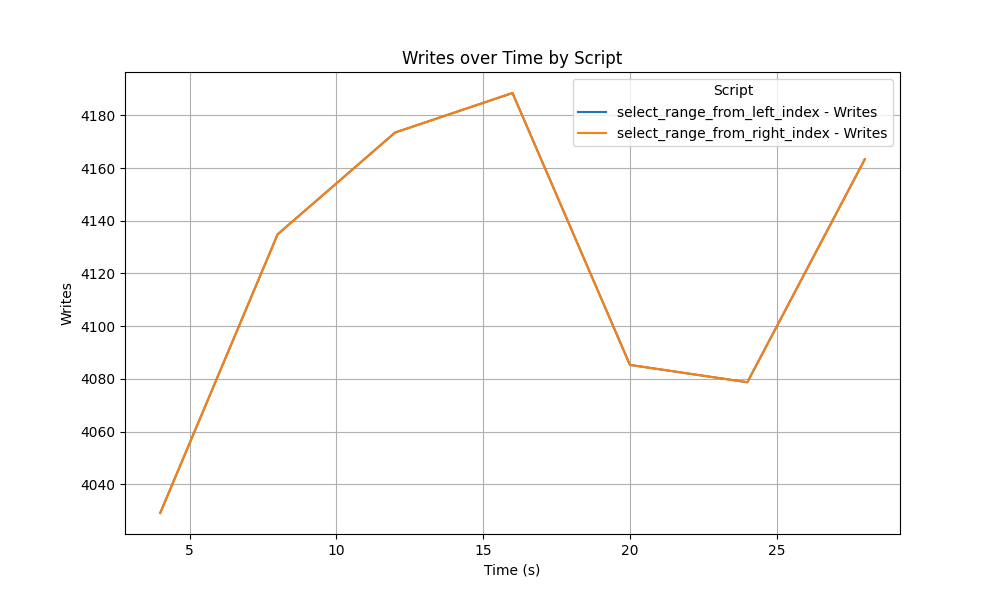 Writes over Time by Script
Script
select_range_from_left_index - Writes
select_range_from_right_index - Writes
4180
4160
4140
4120
4100
4080
4060
4040
Writes
5 10 15 20 25
Time (s)